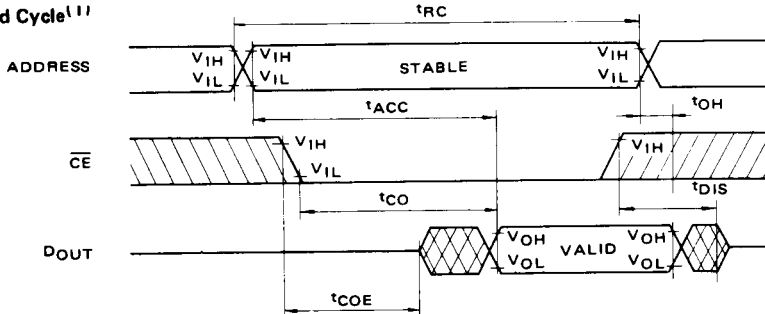 d Cycle(1)
tRC
ADDRESS VIH VIL VIH VIL STABLE VIH VIL
tACC tOH
CE VIH VIL VIH
tCO tDIS
DOUT VOH VOL VALID VOH VOL
tCOE